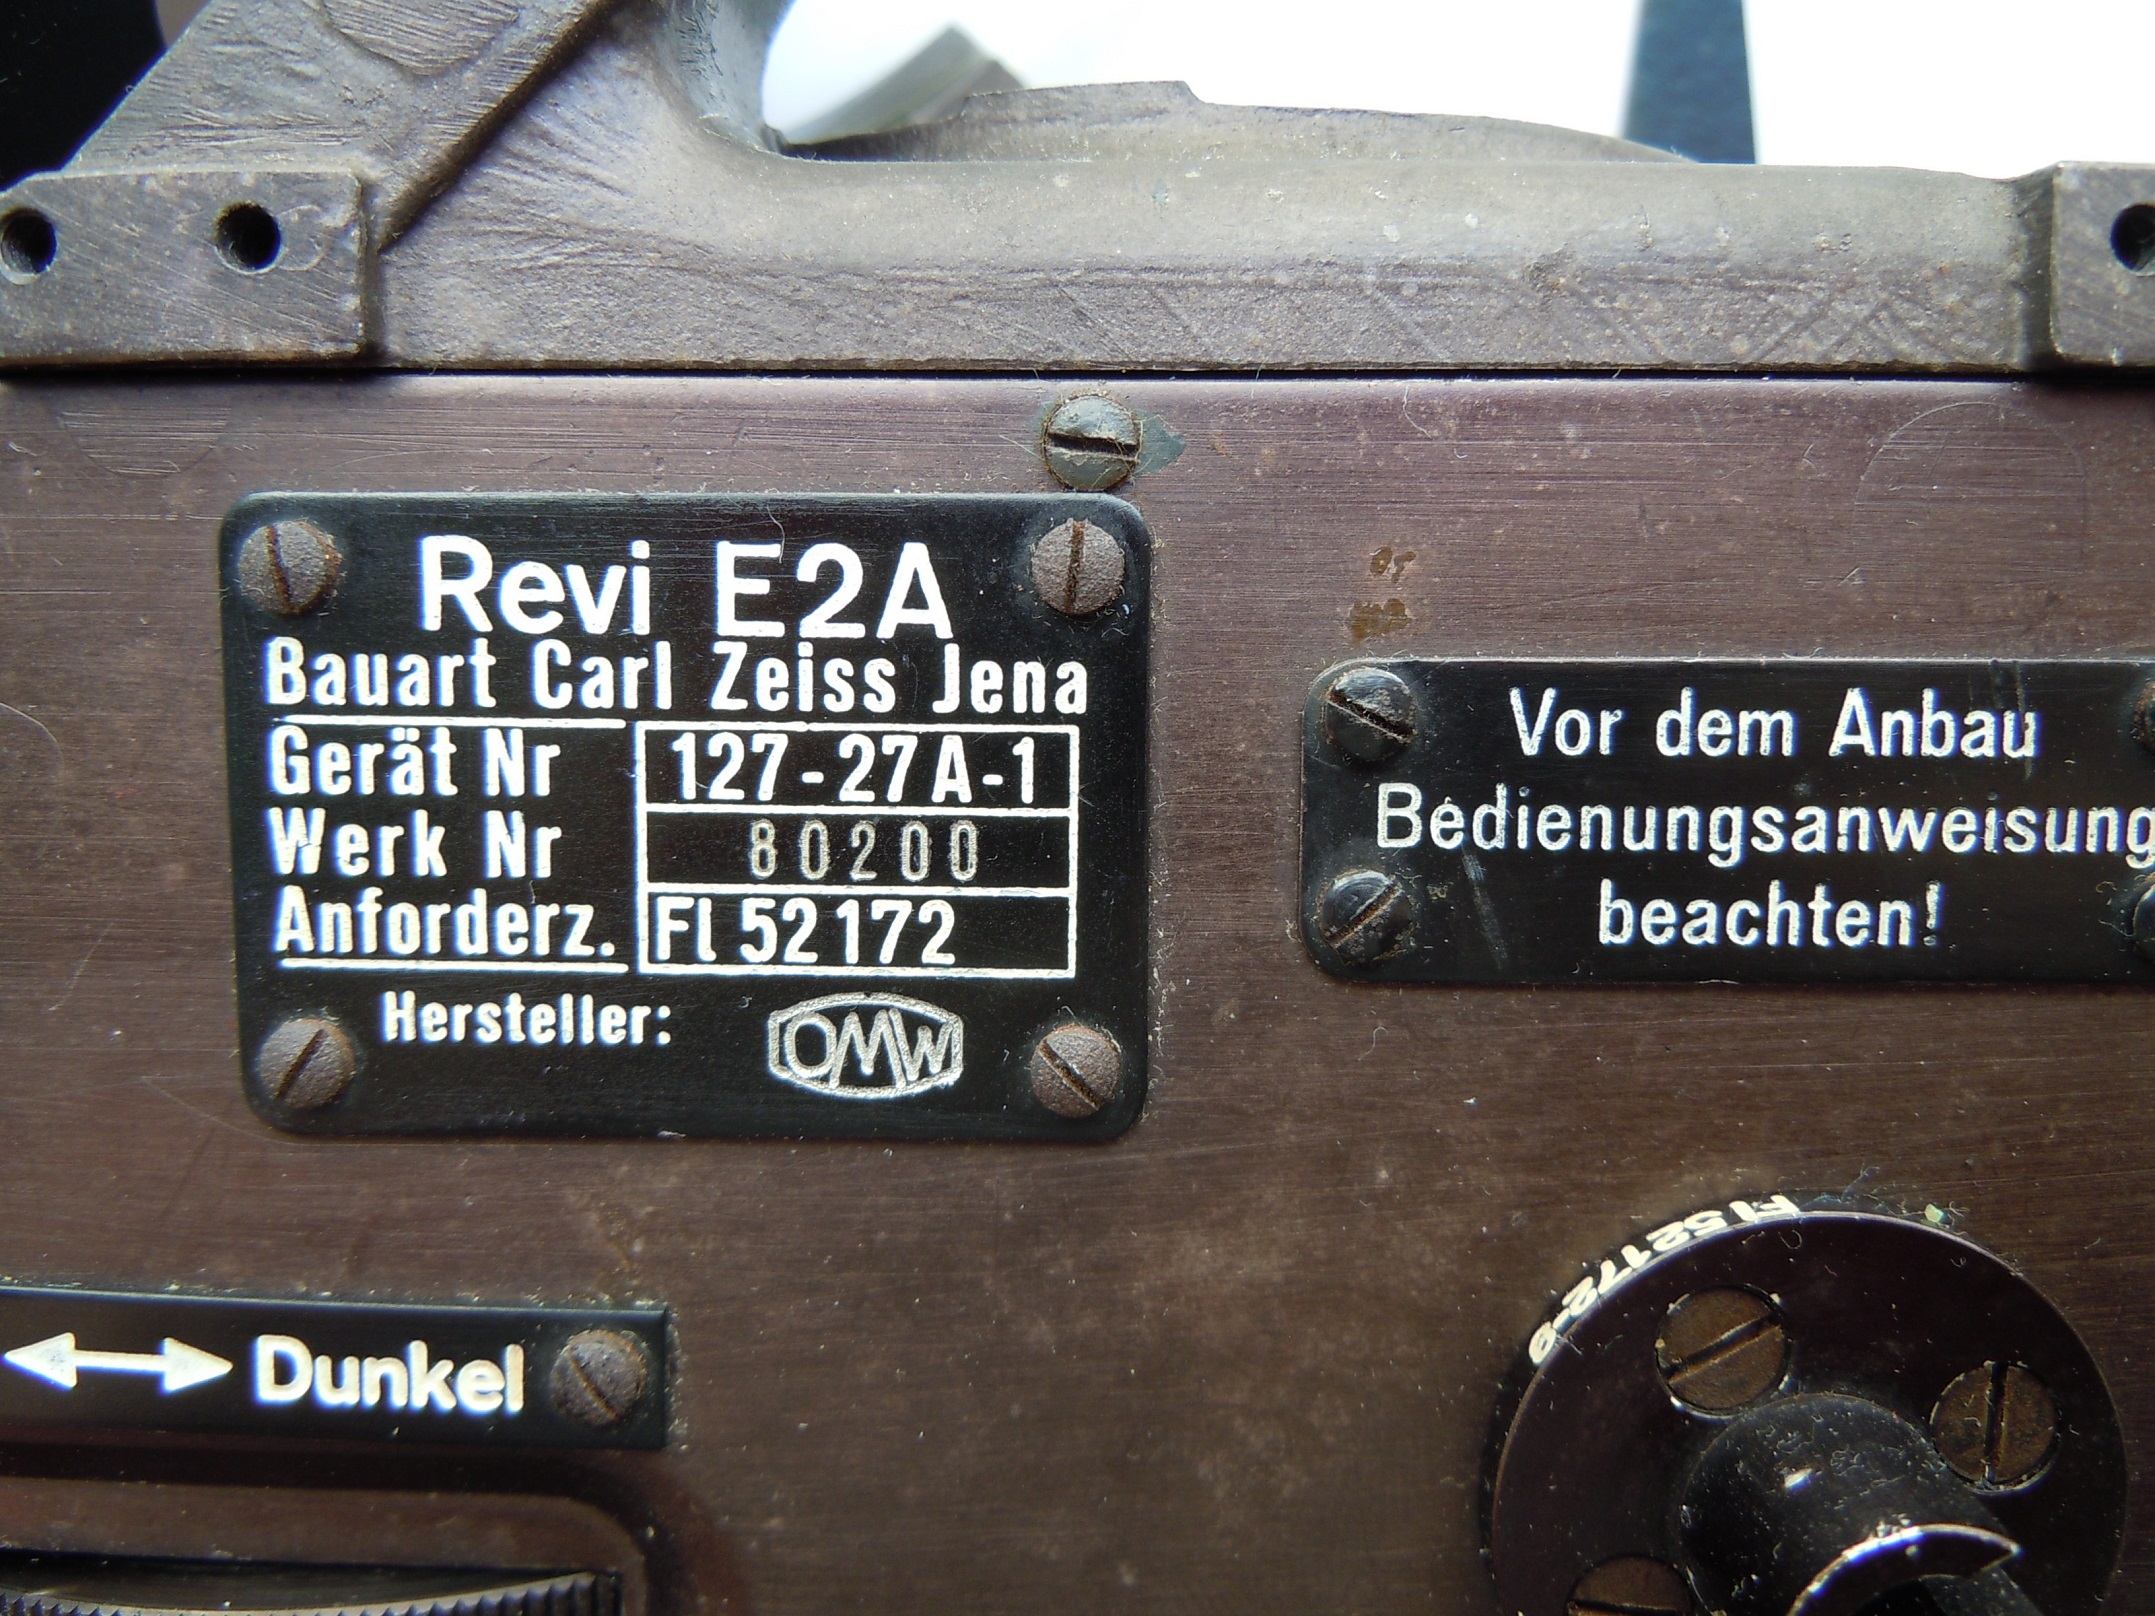 Revi E2A
Bauart Carl Zeiss Jena
Gerät Nr 127-27A-1
Werk Nr 80200
Anforderz. Fl 52172
Hersteller: OMW
Vor dem Anbau
Bedienungsanweisung
beachten!
Fl 52172-9
Dunkel